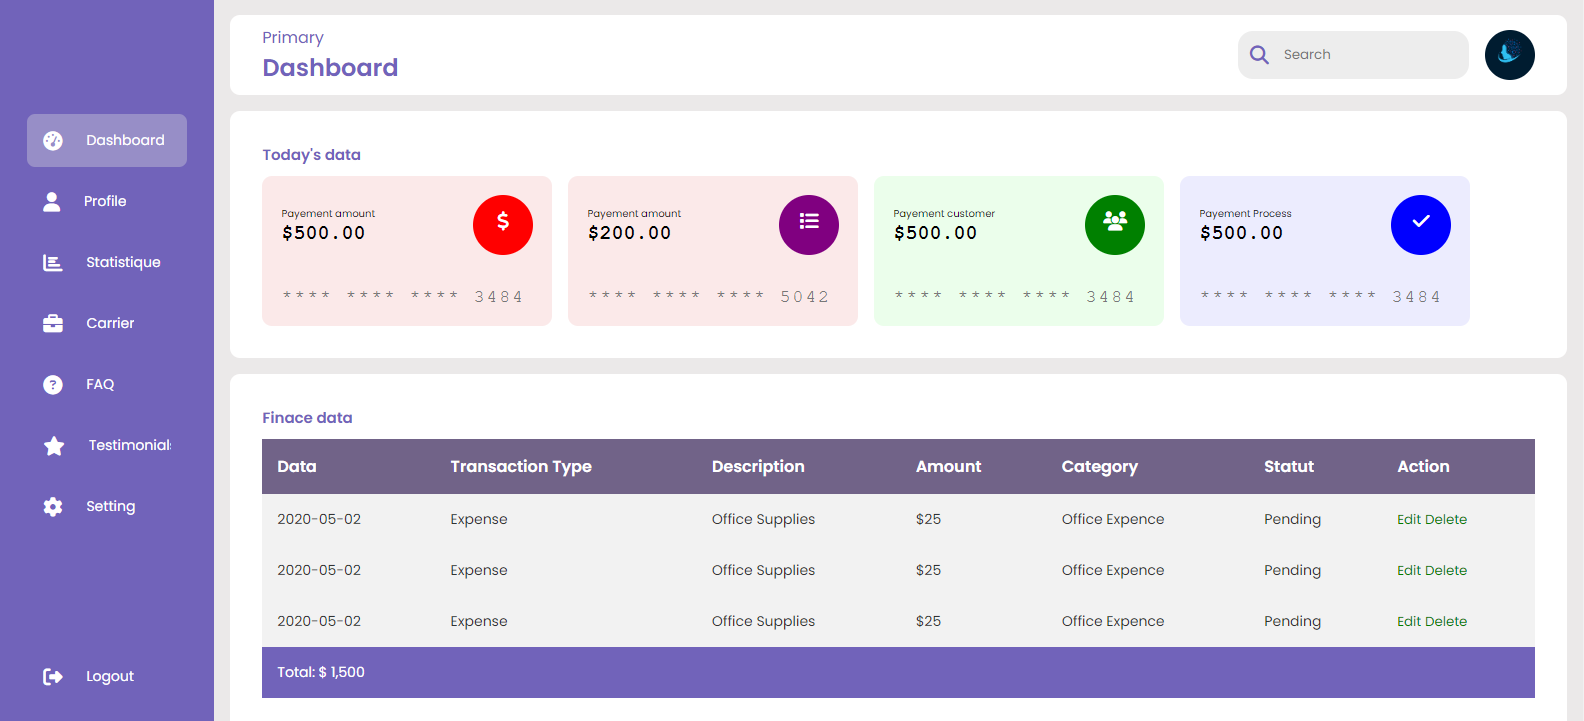 Primary
Dashboard
Search
Dashboard
Profile
Statistique
Carrier
FAQ
Testimonials
Setting
Logout
Today's data
Payement amount
$500.00
**** **** **** 3484
Payement amount
$200.00
**** **** **** 5042
Payement customer
$500.00
**** **** **** 3484
Payement Process
$500.00
**** **** **** 3484
Finace data
Data Transaction Type Description Amount Category Statut Action
2020-05-02 Expense Office Supplies $25 Office Expence Pending Edit Delete
2020-05-02 Expense Office Supplies $25 Office Expence Pending Edit Delete
2020-05-02 Expense Office Supplies $25 Office Expence Pending Edit Delete
Total: $ 1,500